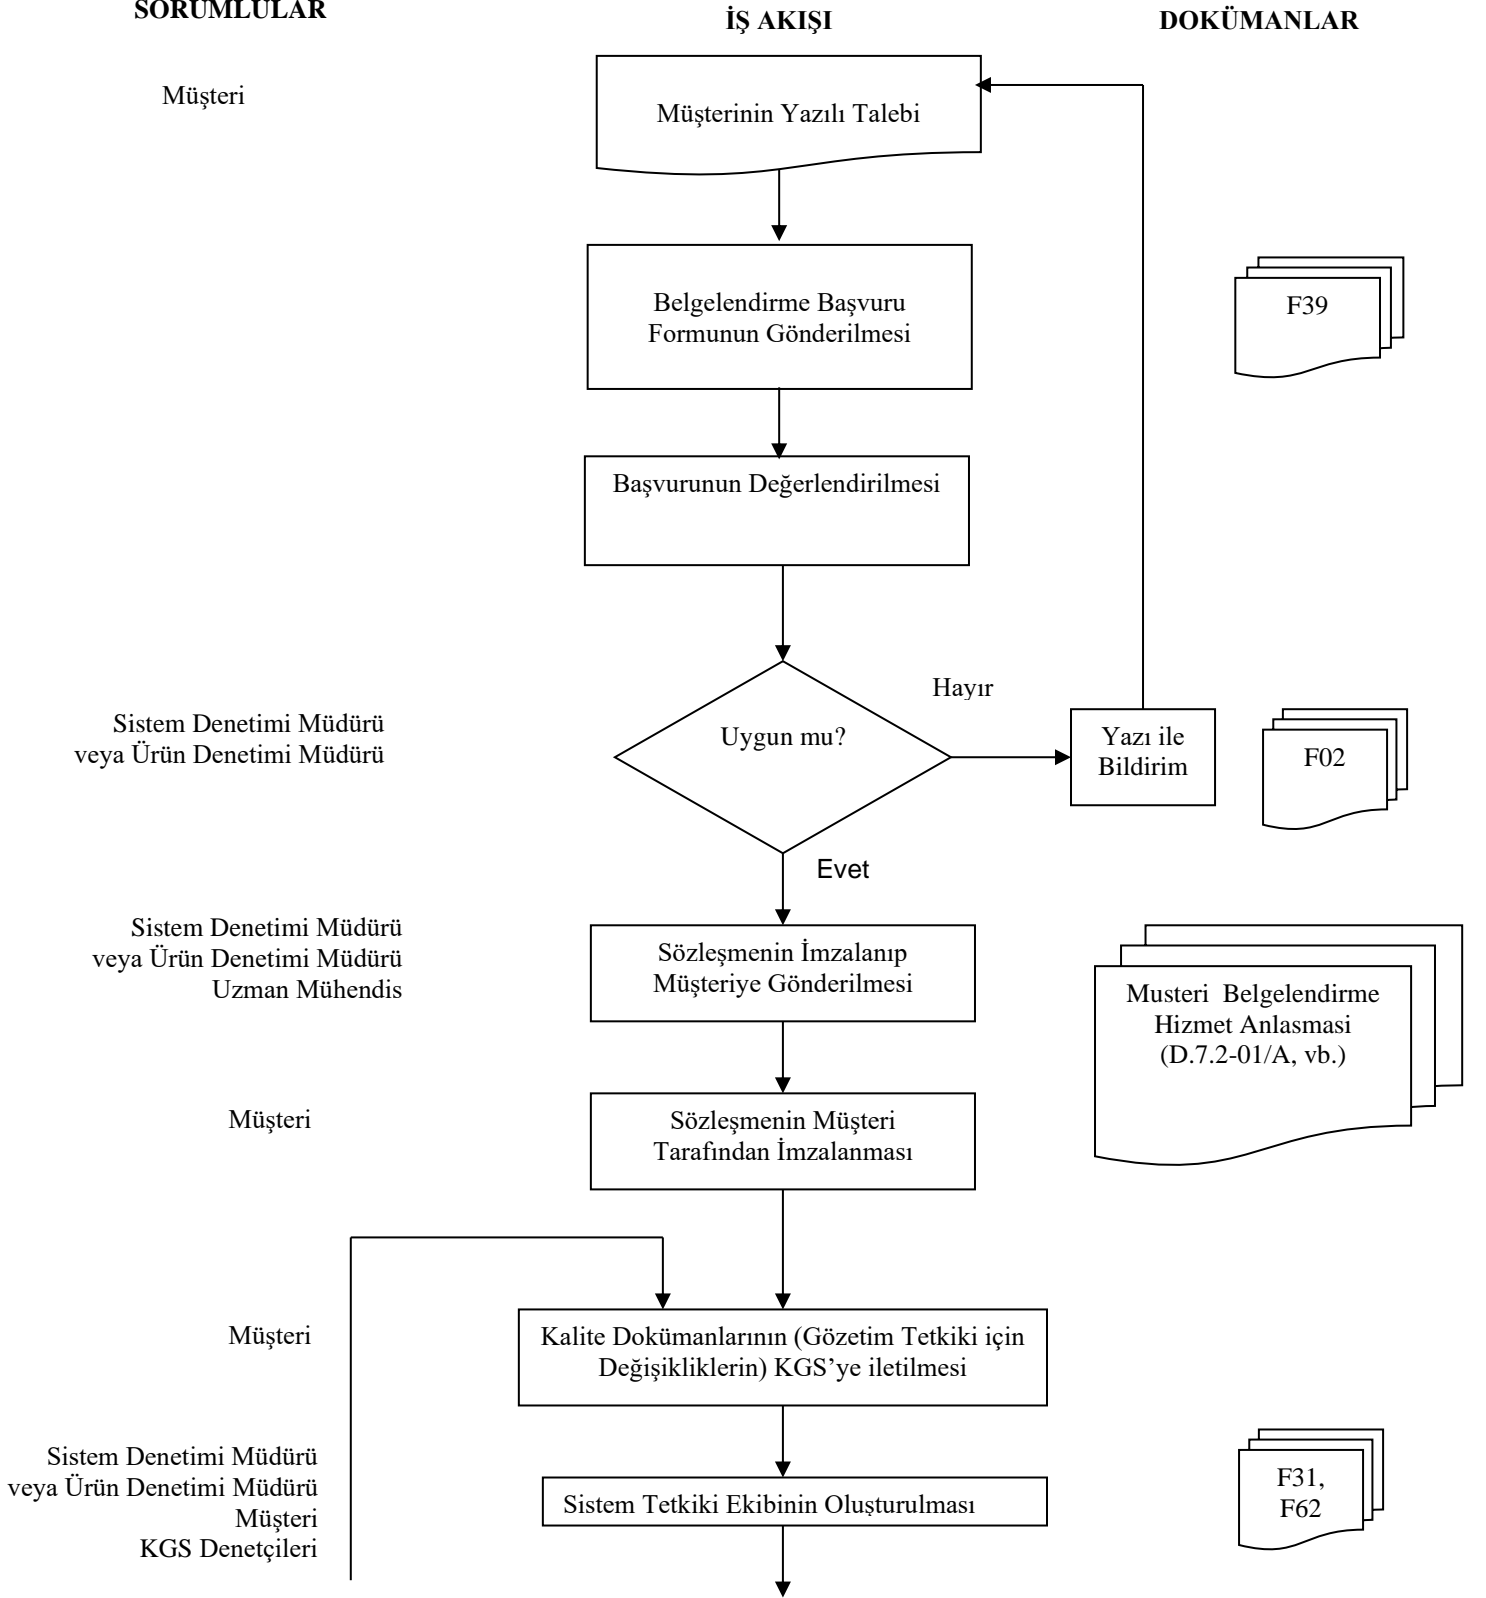 SORUMLULAR
İŞ AKIŞI
DOKÜMANLAR
Müşteri
Müşterinin Yazılı Talebi
Belgelendirme Başvuru
Formunun Gönderilmesi
F39
Başvurunun Değerlendirilmesi
Sistem Denetimi Müdürü
veya Ürün Denetimi Müdürü
Uygun mu?
Hayır
Yazı ile
Bildirim
F02
Evet
Sistem Denetimi Müdürü
veya Ürün Denetimi Müdürü
Uzman Mühendis
Sözleşmenin İmzalanıp
Müşteriye Gönderilmesi
Musteri Belgelendirme
Hizmet Anlasmasi
(D.7.2-01/A, vb.)
Müşteri
Sözleşmenin Müşteri
Tarafından İmzalanması
Müşteri
Kalite Dokümanlarının (Gözetim Tetkiki için
Değişikliklerin) KGS’ye iletilmesi
Sistem Denetimi Müdürü
veya Ürün Denetimi Müdürü
Müşteri
KGS Denetçileri
Sistem Tetkiki Ekibinin Oluşturulması
F31,
F62